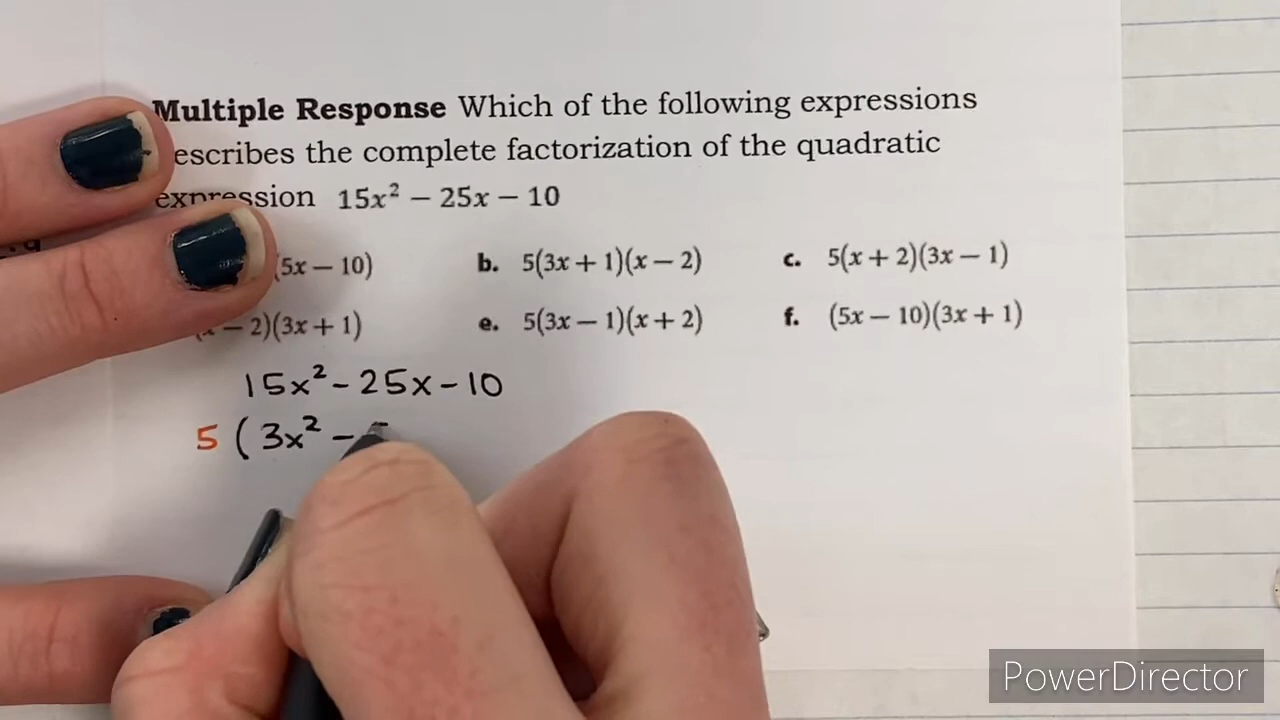 Multiple Response Which of the following expressions
escribes the complete factorization of the quadratic
expression 15x² − 25x − 10
(5x − 10) b. 5(3x + 1)(x − 2) c. 5(x + 2)(3x − 1)
− 2)(3x + 1) e. 5(3x − 1)(x + 2) f. (5x − 10)(3x + 1)
15x² - 25x - 10
5 (3x² -
PowerDirector